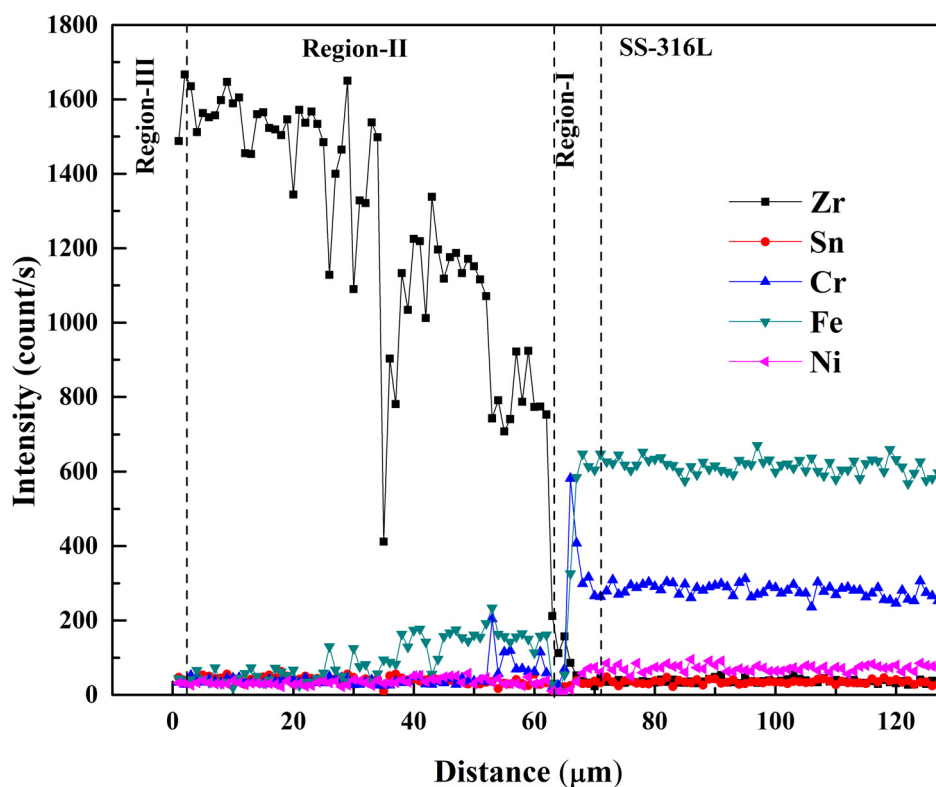 1800
1600
1400
1200
1000
800
600
400
200
0
Intensity (count/s)
Region-III
Region-II
Region-I
SS-316L
Zr
Sn
Cr
Fe
Ni
0 20 40 60 80 100 120
Distance (μm)